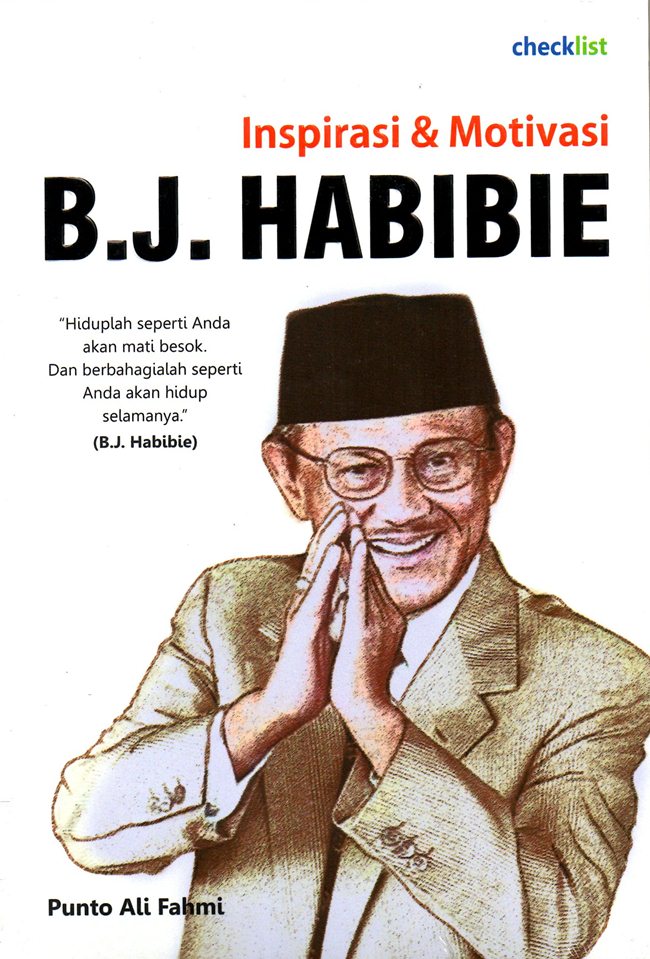 checklist
Inspirasi & Motivasi
B.J. HABIBIE
“Hiduplah seperti Anda
akan mati besok.
Dan berbahagialah seperti
Anda akan hidup
selamanya.”
(B.J. Habibie)
Punto Ali Fahmi